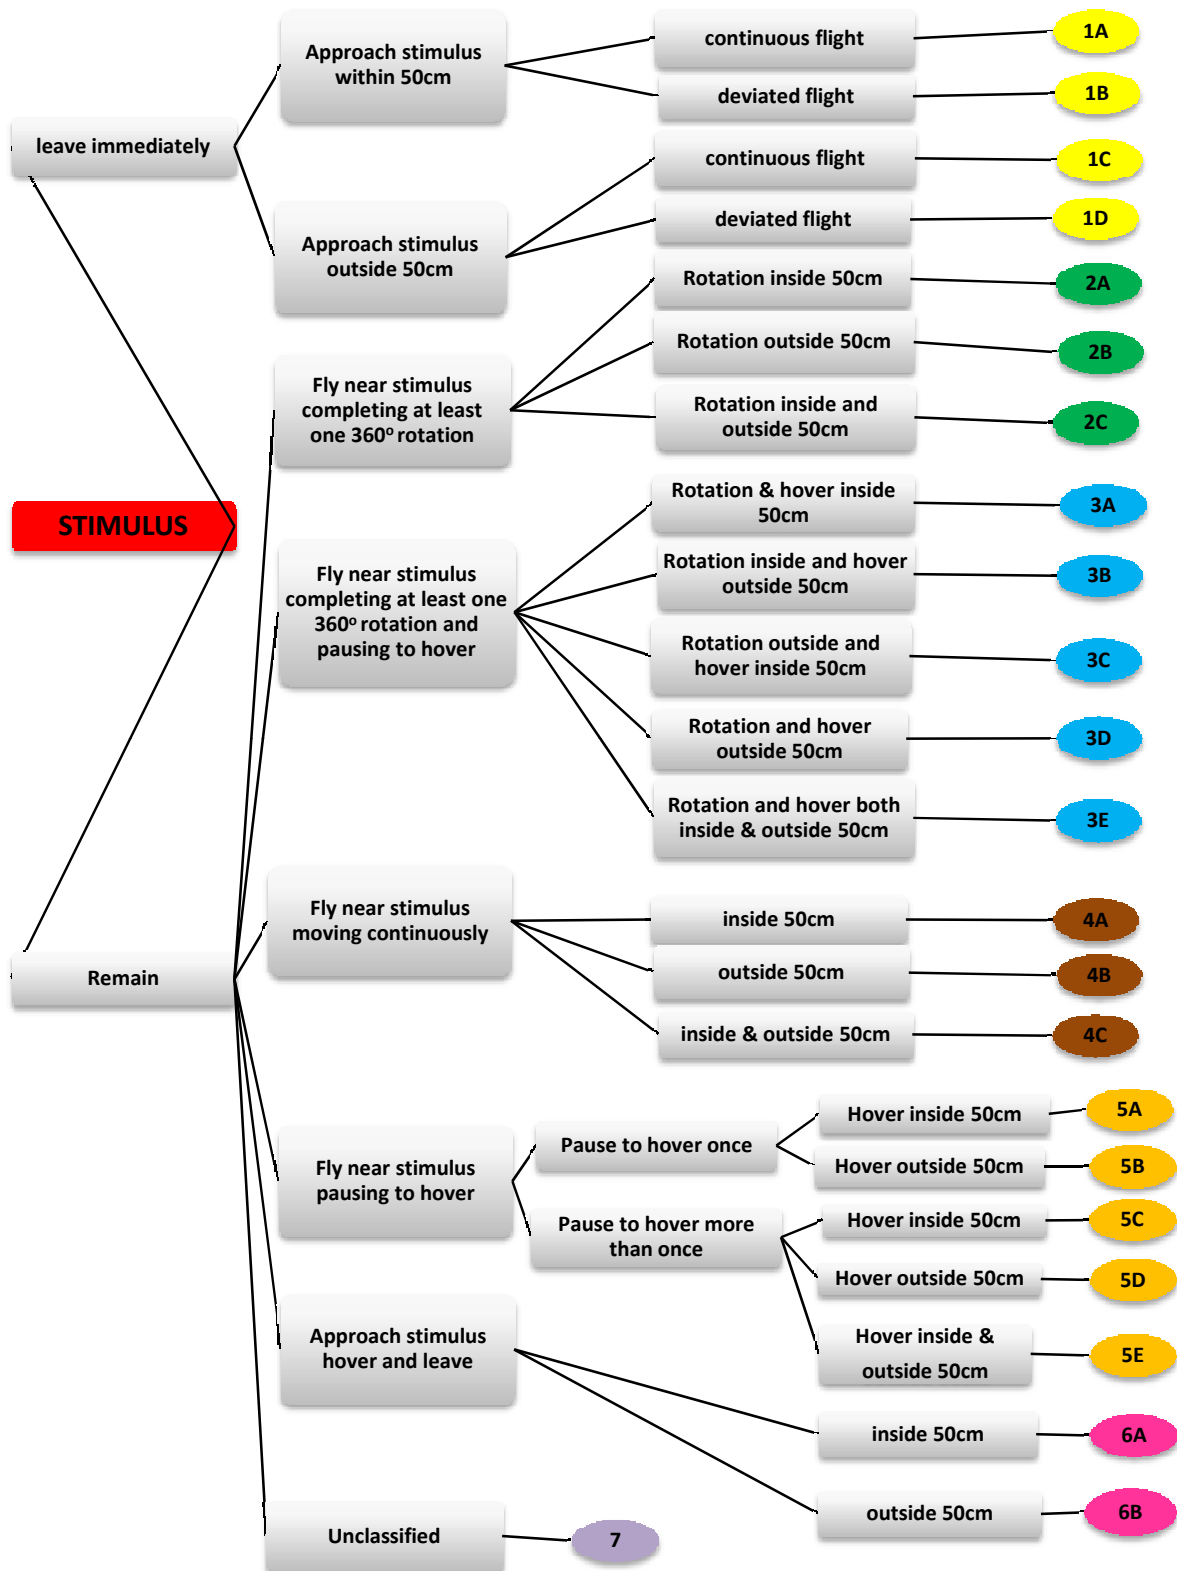 Approach stimulus
within 50cm
continuous flight
1A
deviated flight
1B
leave immediately
Approach stimulus
outside 50cm
continuous flight
1C
deviated flight
1D
STIMULUS
Fly near stimulus
completing at least
one 360º rotation
Rotation inside 50cm
2A
Rotation outside 50cm
2B
Rotation inside and
outside 50cm
2C
Fly near stimulus
completing at least one
360º rotation and
pausing to hover
Rotation & hover inside
50cm
3A
Rotation inside and hover
outside 50cm
3B
Rotation outside and
hover inside 50cm
3C
Rotation and hover
outside 50cm
3D
Rotation and hover both
inside & outside 50cm
3E
Remain
Fly near stimulus
moving continuously
inside 50cm
4A
outside 50cm
4B
inside & outside 50cm
4C
Fly near stimulus
pausing to hover
Pause to hover once
Hover inside 50cm
5A
Hover outside 50cm
5B
Pause to hover more
than once
Hover inside 50cm
5C
Hover outside 50cm
5D
Hover inside &
outside 50cm
5E
Approach stimulus
hover and leave
inside 50cm
6A
outside 50cm
6B
Unclassified
7